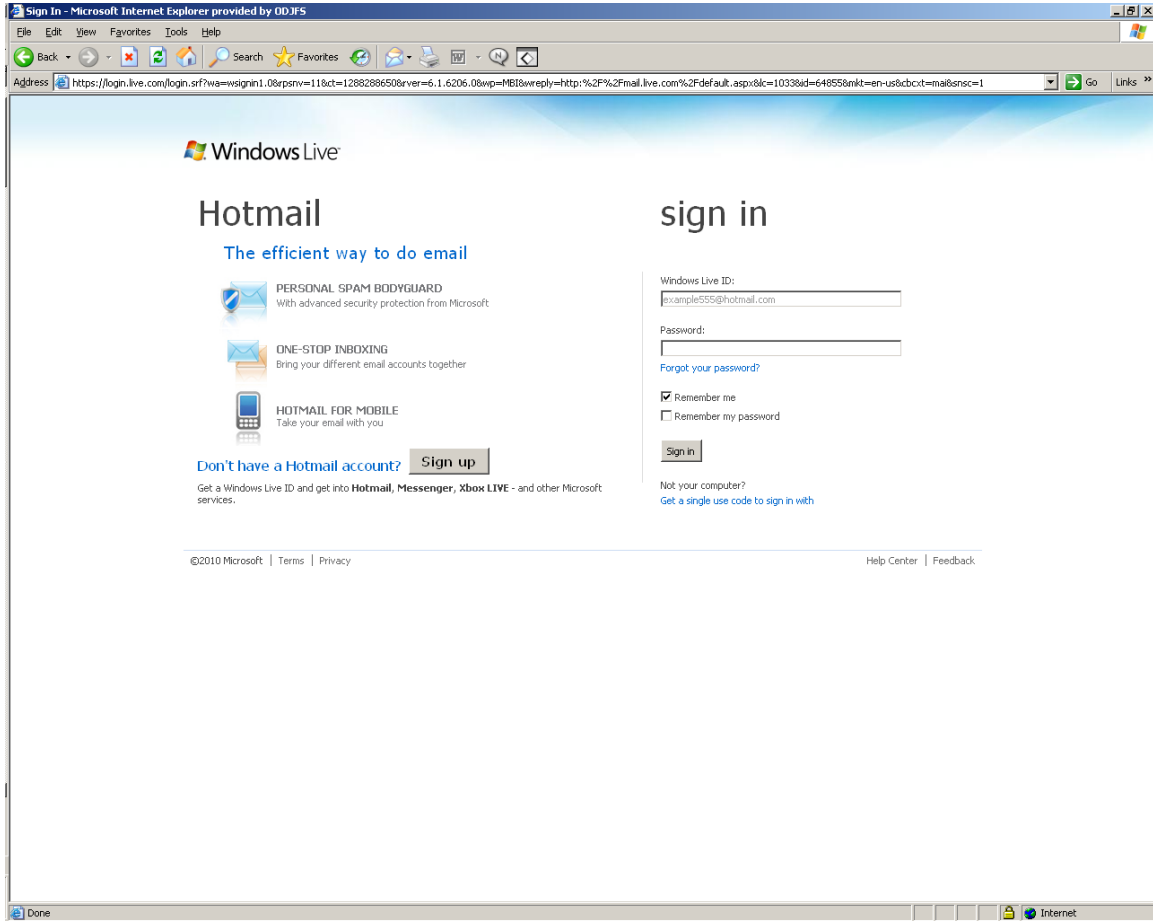 Sign In - Microsoft Internet Explorer provided by ODJFS
File Edit View Favorites Tools Help
Back Search Favorites
Address https://login.live.com/login.srf?wa=wsignin1.0&rpsnv=11&ct=1288288650&rver=6.1.6206.0&wp=MBI&wreply=http:%2F%2Fmail.live.com%2Fdefault.aspx&lc=1033&id=64855&mkt=en-us&cbcxt=mai&snsc=1 Go Links »
Windows Live
Hotmail
The efficient way to do email
PERSONAL SPAM BODYGUARD
With advanced security protection from Microsoft
ONE-STOP INBOXING
Bring your different email accounts together
HOTMAIL FOR MOBILE
Take your email with you
Don't have a Hotmail account? Sign up
Get a Windows Live ID and get into Hotmail, Messenger, Xbox LIVE - and other Microsoft
services.
sign in
Windows Live ID:
example555@hotmail.com
Password:
Forgot your password?
Remember me
Remember my password
Sign in
Not your computer?
Get a single use code to sign in with
©2010 Microsoft | Terms | Privacy
Help Center | Feedback
Done
Internet